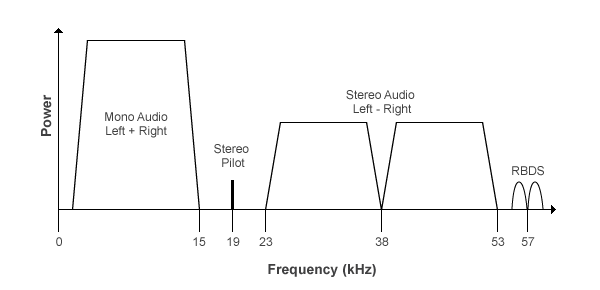 Power
Mono Audio
Left + Right
Stereo
Pilot
Stereo Audio
Left - Right
RBDS
0 15 19 23 38 53 57
Frequency (kHz)